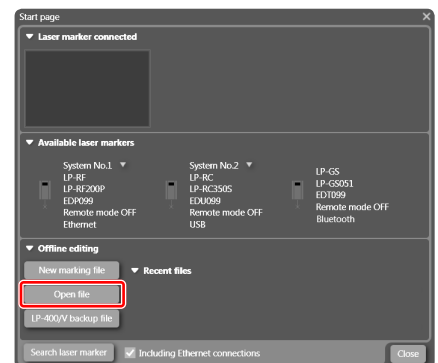 Start page
▼ Laser marker connected
▼ Available laser markers
System No.1 ▼
LP-RF
LP-RF200P
EDP099
Remote mode OFF
Ethernet
System No.2 ▼
LP-RC
LP-RC350S
EDU099
Remote mode OFF
USB
LP-GS
LP-GS051
EDT099
Remote mode OFF
Bluetooth
▼ Offline editing
New marking file
▼ Recent files
Open file
LP-400/V backup file
Search laser marker
Including Ethernet connections
Close